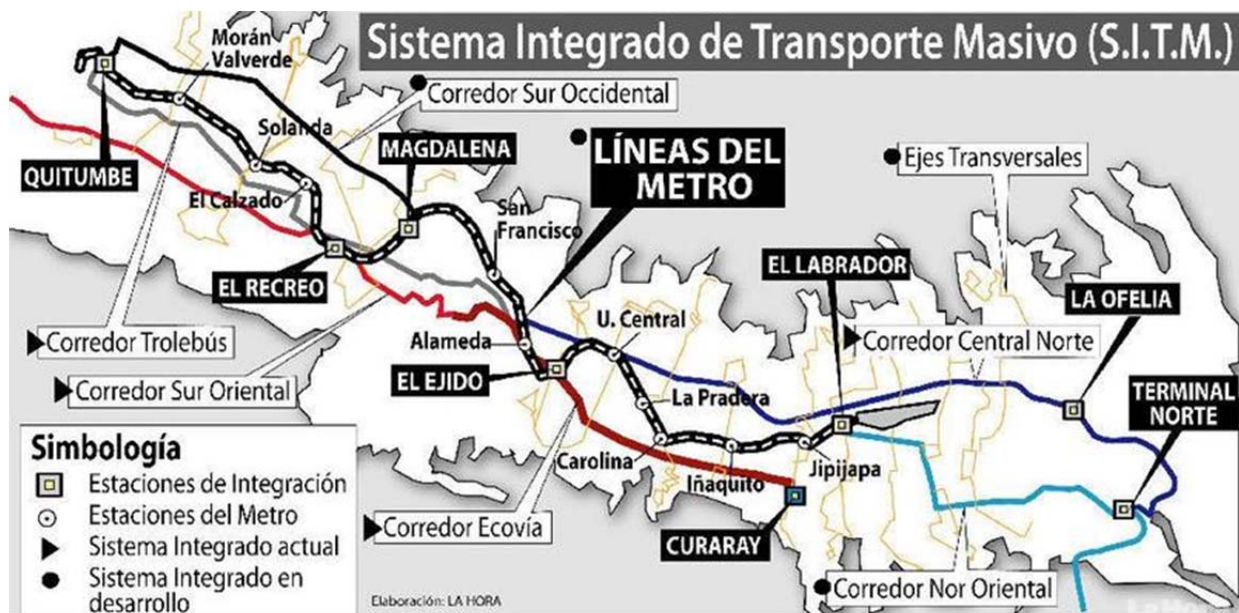 Sistema Integrado de Transporte Masivo (S.I.T.M.)
Morán
Valverde
Corredor Sur Occidental
Solanda
MAGDALENA
LÍNEAS DEL
METRO
Ejes Transversales
QUITUMBE
El Calzado
San
Francisco
EL LABRADOR
EL RECREO
LA OFELIA
U. Central
Corredor Trolebús
Alameda
Corredor Central Norte
EL EJIDO
Corredor Sur Oriental
La Pradera
TERMINAL
NORTE
Carolina
Iñaquito
Jipijapa
Corredor Ecovía
CURARAY
Corredor Nor Oriental
Simbología
Estaciones de Integración
Estaciones del Metro
Sistema Integrado actual
Sistema Integrado en
desarrollo
Elaboración: LA HORA